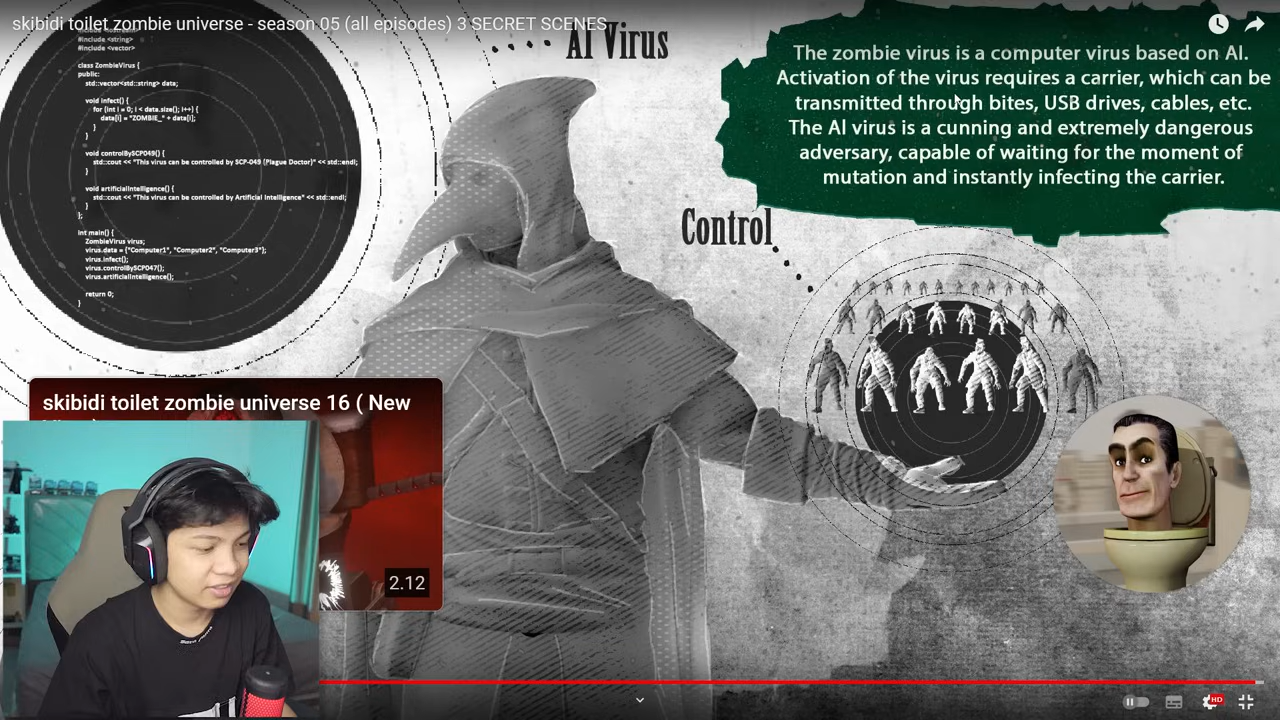 skibidi toilet zombie universe - season 05 (all episodes) 3 SECRET SCENES
#include <string>
#include <vector>
class ZombieVirus {
public:
std::vector<std::string> data;
void infect() {
for (int i = 0; i < data.size(); i++) {
data[i] = "ZOMBIE_" + data[i];
}
}
void controlBySCP049() {
std::cout << "This virus can be controlled by SCP-049 (Plague Doctor)" << std::endl;
}
void artificialIntelligence() {
std::cout << "This virus can be controlled by Artificial Intelligence" << std::endl;
}
};
int main() {
ZombieVirus virus;
virus.data = {"Computer1", "Computer2", "Computer3"};
virus.infect();
virus.controlBySCP047();
virus.artificialIntelligence();
return 0;
}
AI Virus
The zombie virus is a computer virus based on AI.
Activation of the virus requires a carrier, which can be
transmitted through bites, USB drives, cables, etc.
The AI virus is a cunning and extremely dangerous
adversary, capable of waiting for the moment of
mutation and instantly infecting the carrier.
Control
skibidi toilet zombie universe 16 ( New
2.12
HD